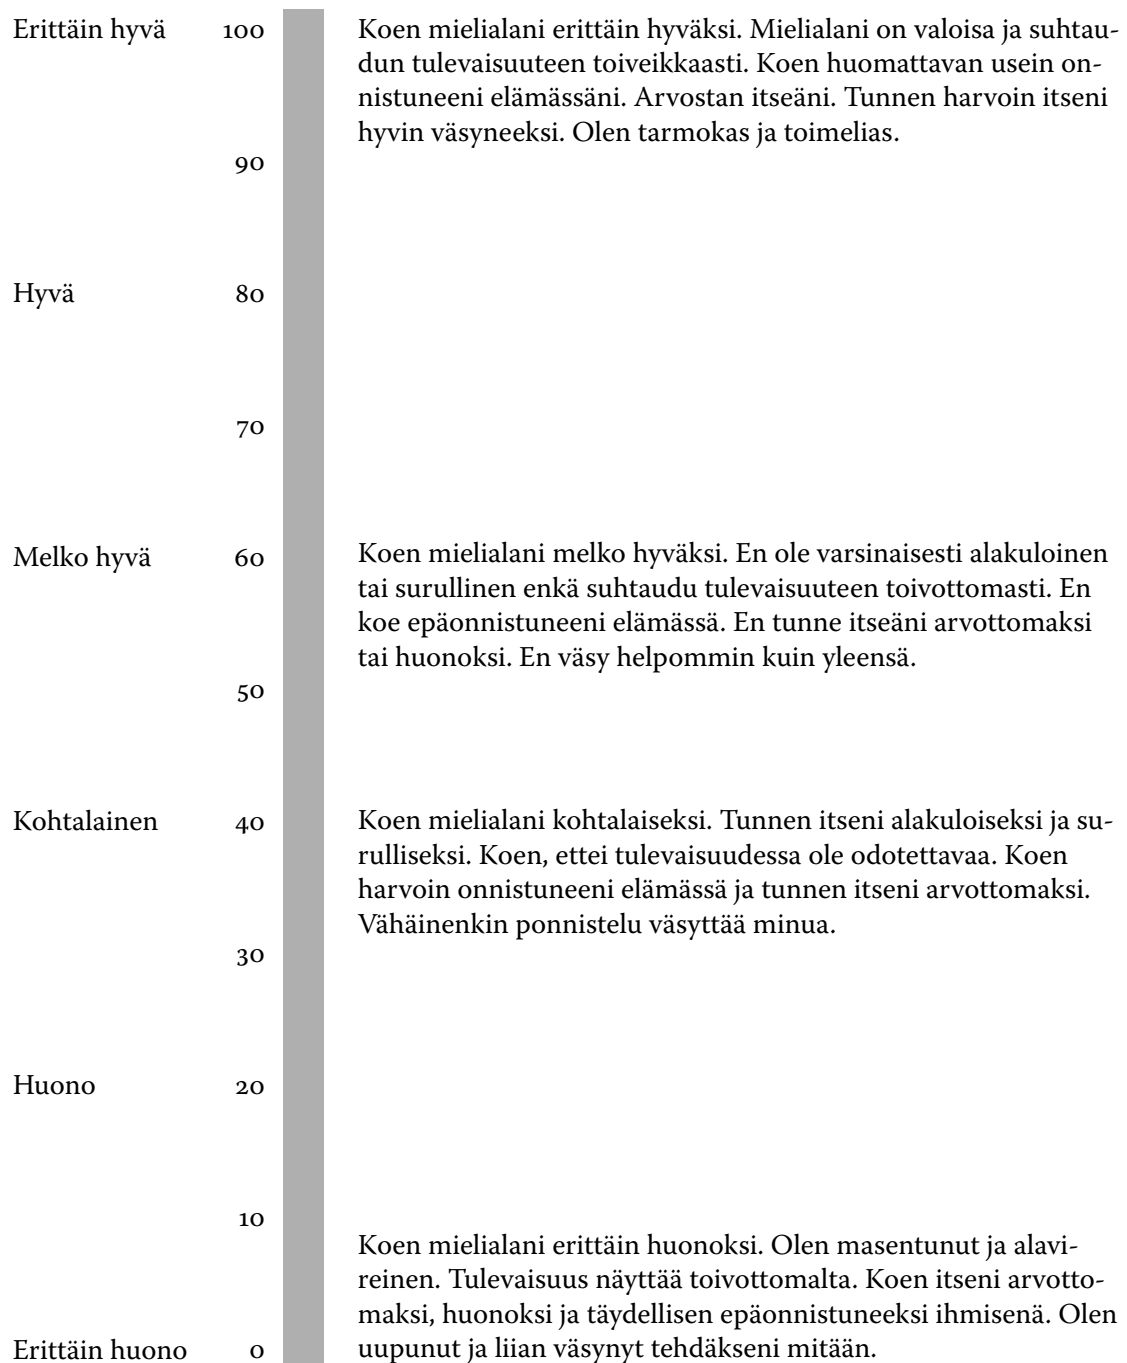 Erittäin hyvä 100 Koen mielialani erittäin hyväksi. Mielialani on valoisa ja suhtau-
dun tulevaisuuteen toiveikkaasti. Koen huomattavan usein on-
nistuneeni elämässäni. Arvostan itseäni. Tunnen harvoin itseni
hyvin väsyneeksi. Olen tarmokas ja toimelias.
90
Hyvä 80
70
Melko hyvä 60 Koen mielialani melko hyväksi. En ole varsinaisesti alakuloinen
tai surullinen enkä suhtaudu tulevaisuuteen toivottomasti. En
koe epäonnistuneeni elämässä. En tunne itseäni arvottomaksi
tai huonoksi. En väsy helpommin kuin yleensä.
50
Kohtalainen 40 Koen mielialani kohtalaiseksi. Tunnen itseni alakuloiseksi ja su-
rulliseksi. Koen, ettei tulevaisuudessa ole odotettavaa. Koen
harvoin onnistuneeni elämässä ja tunnen itseni arvottomaksi.
Vähäinenkin ponnistelu väsyttää minua.
30
Huono 20
10
Koen mielialani erittäin huonoksi. Olen masentunut ja alavi-
reinen. Tulevaisuus näyttää toivottomalta. Koen itseni arvotto-
maksi, huonoksi ja täydellisen epäonnistuneeksi ihmisenä. Olen
Erittäin huono 0 uupunut ja liian väsynyt tehdäkseni mitään.